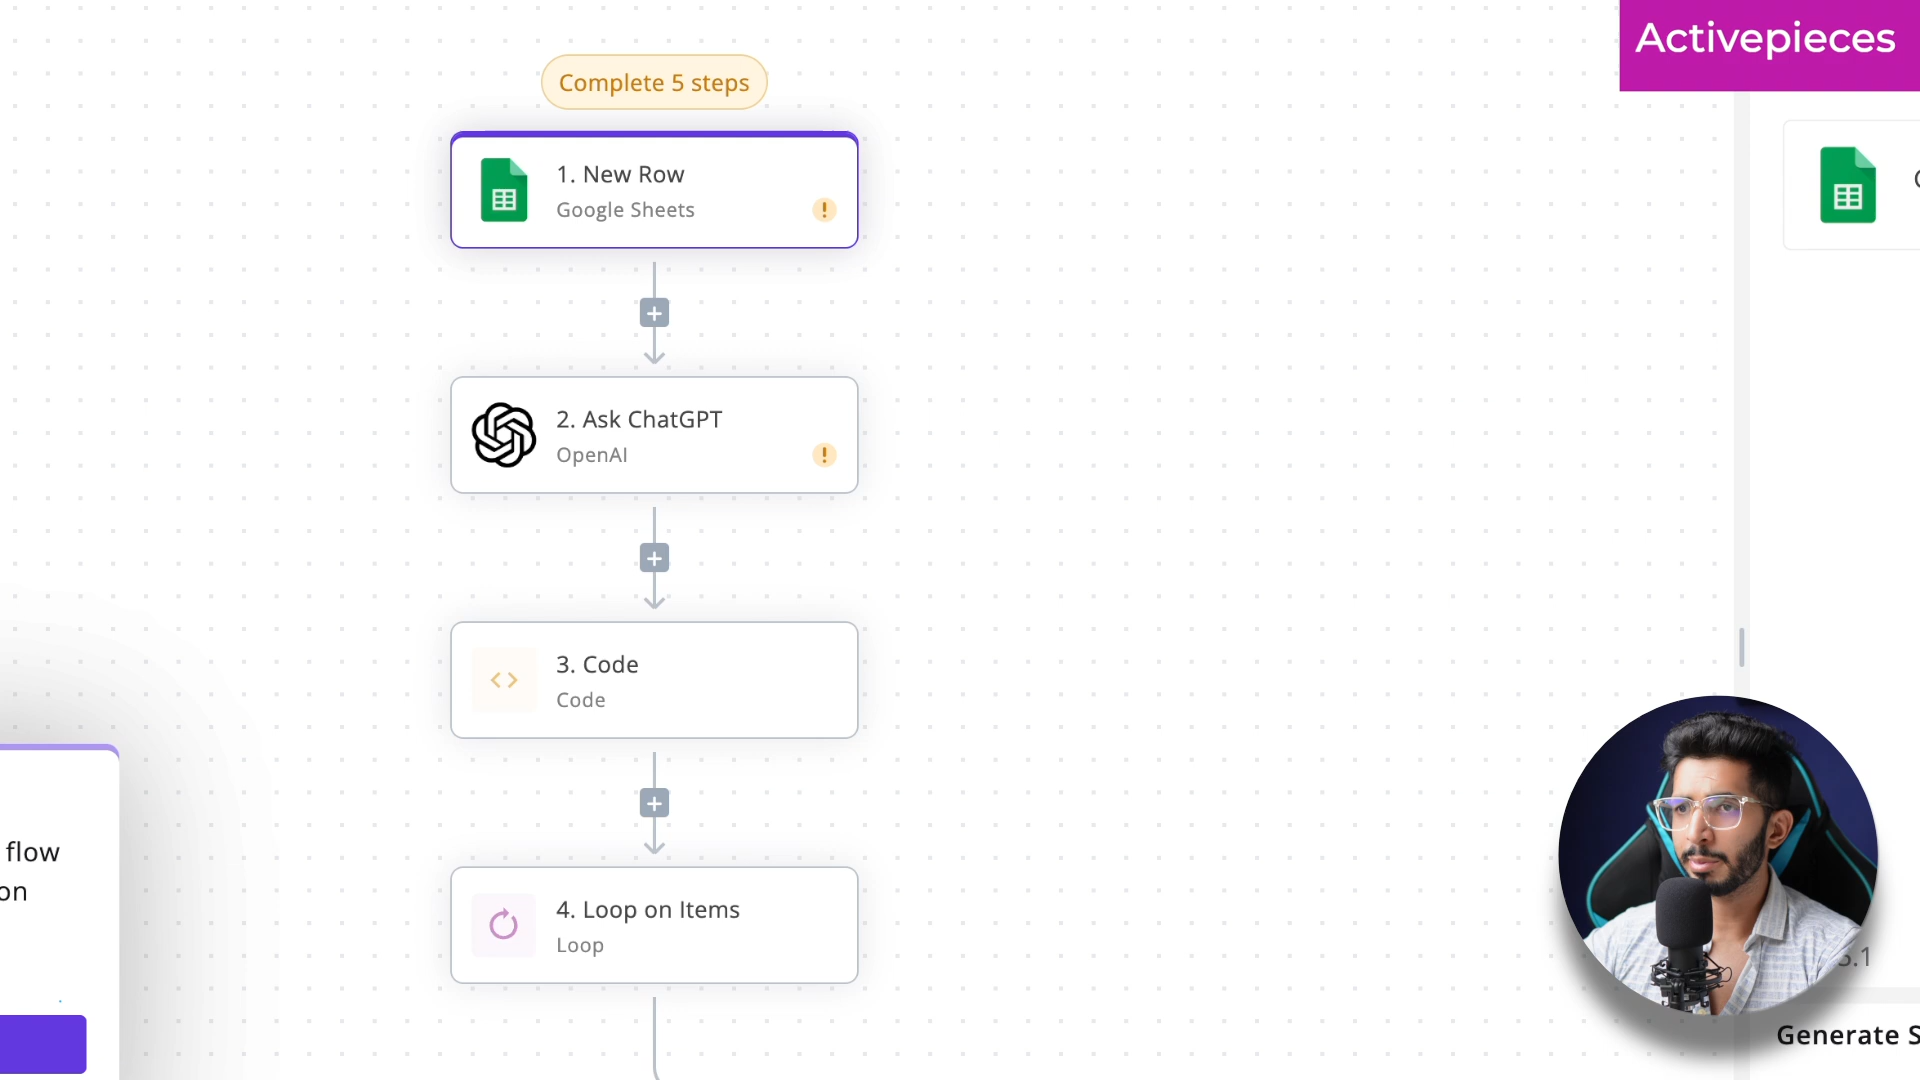 Activepieces
Complete 5 steps
1. New Row
Google Sheets
2. Ask ChatGPT
OpenAI
3. Code
Code
4. Loop on Items
Loop
flow
on
Generate S